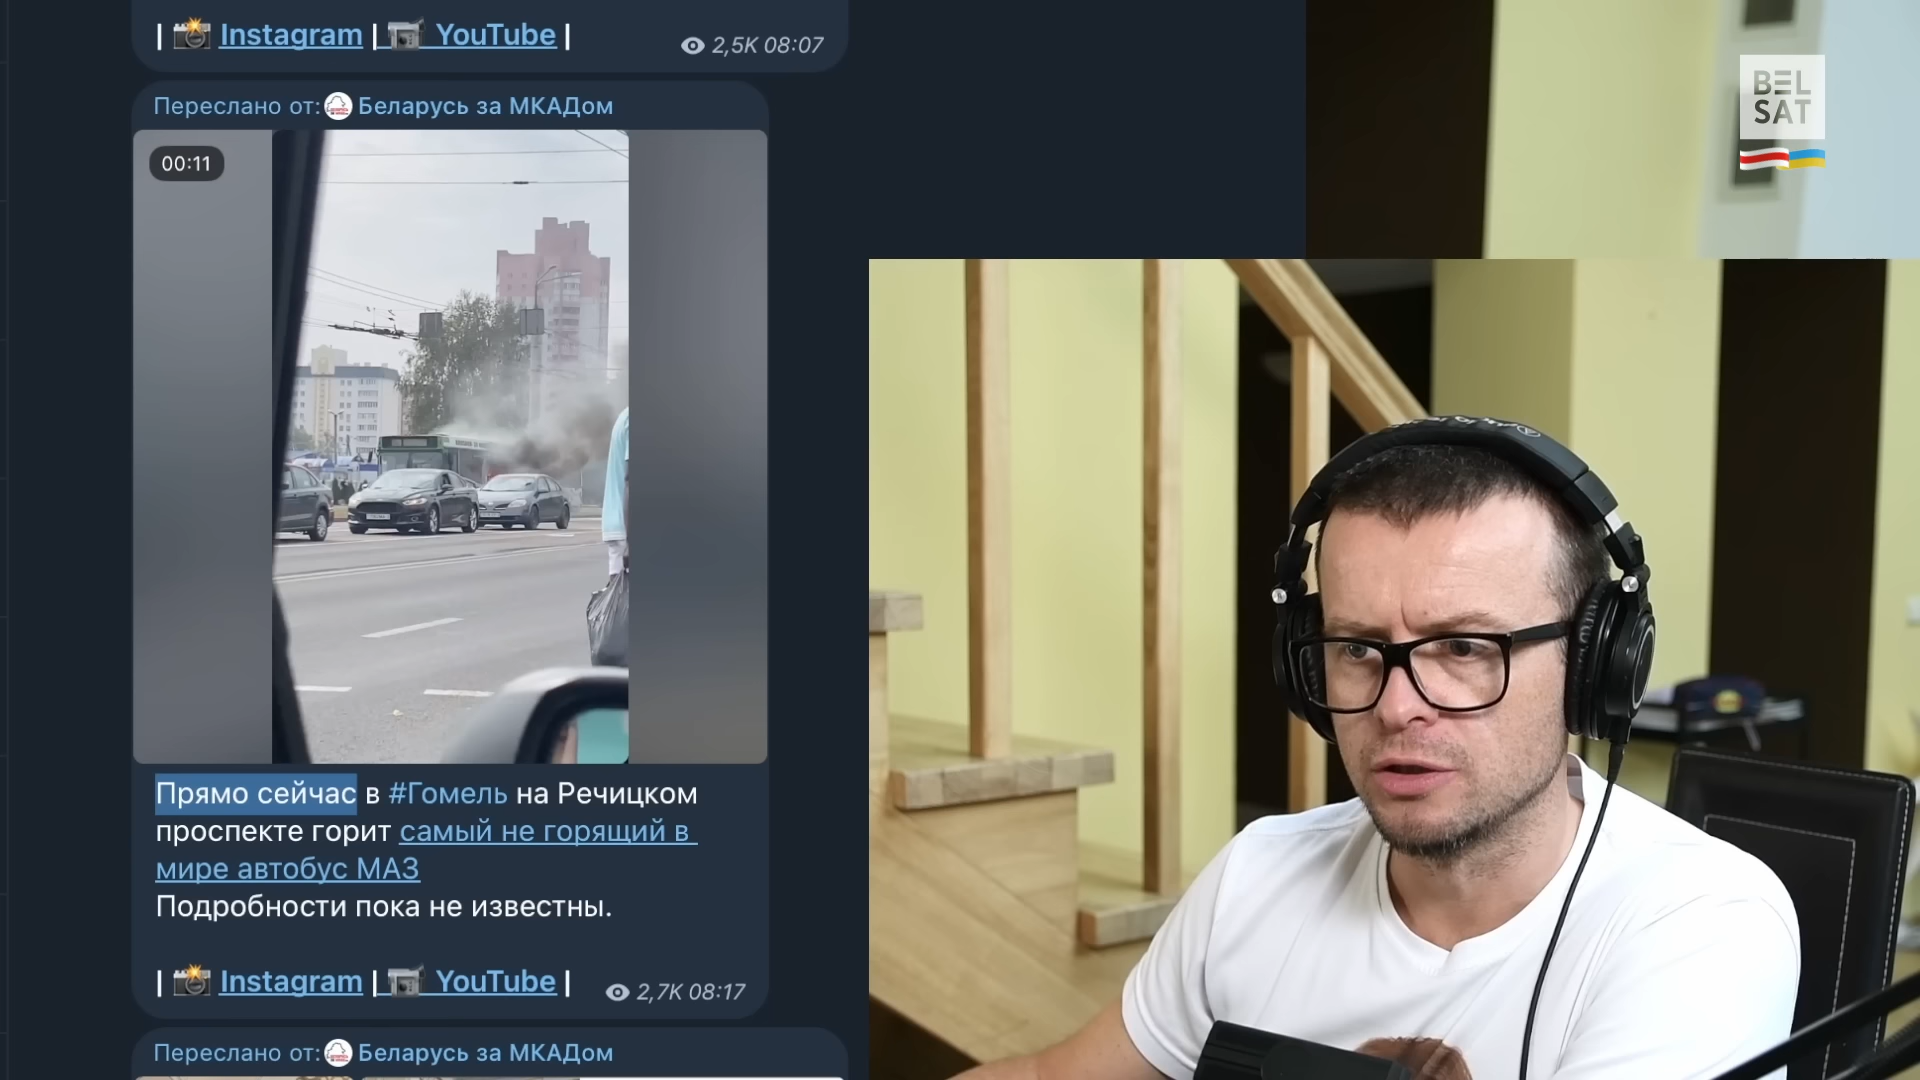 | Instagram | YouTube |
2,5K 08:07
BEL
SAT
Переслано от: Беларусь за МКАДом
00:11
Прямо сейчас в #Гомель на Речицком
проспекте горит самый не горящий в
мире автобус МАЗ
Подробности пока не известны.
| Instagram | YouTube |
2,7K 08:17
Переслано от: Беларусь за МКАДом